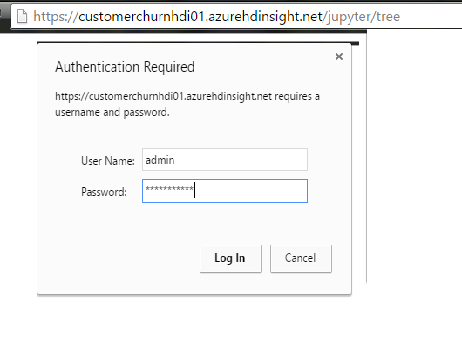 https://customerchurnhdi01.azurehdinsight.net/jupyter/tree
Authentication Required
https://customerchurnhdi01.azurehdinsight.net requires a
username and password.
User Name: admin
Password: ***********
Log In Cancel